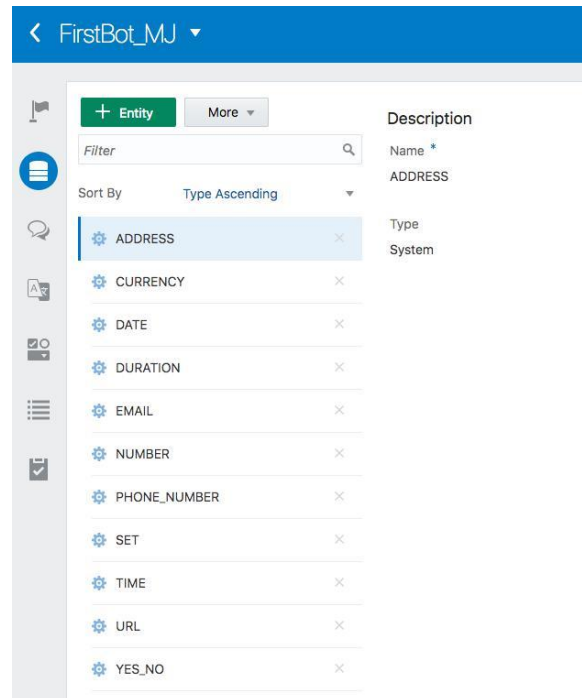 FirstBot_MJ
+ Entity
More
Description
Filter
Name *
ADDRESS
Sort By Type Ascending
Type
ADDRESS
System
CURRENCY
DATE
DURATION
EMAIL
NUMBER
PHONE_NUMBER
SET
TIME
URL
YES_NO